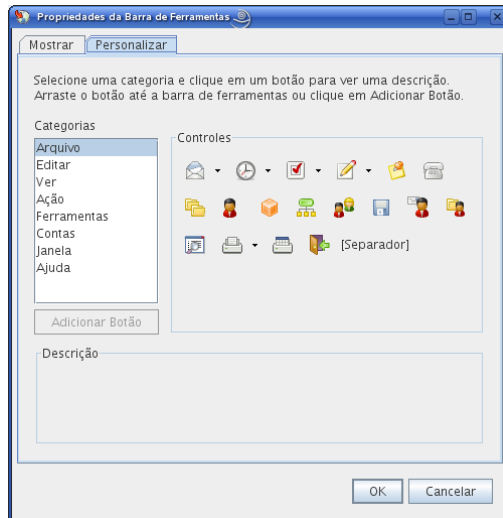 Propriedades da Barra de Ferramentas
Mostrar
Personalizar
Selecione uma categoria e clique em um botão para ver uma descrição.
Arraste o botão até a barra de ferramentas ou clique em Adicionar Botão.
Categorias
Arquivo
Editar
Ver
Ação
Ferramentas
Contas
Janela
Ajuda
Adicionar Botão
Controles
[Separador]
Descrição
OK
Cancelar